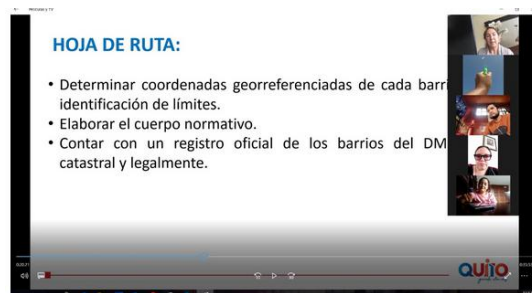 HOJA DE RUTA:
• Determinar coordenadas georreferenciadas de cada barri
identificación de límites.
• Elaborar el cuerpo normativo.
• Contar con un registro oficial de los barrios del DM
catastral y legalmente.
QUITO